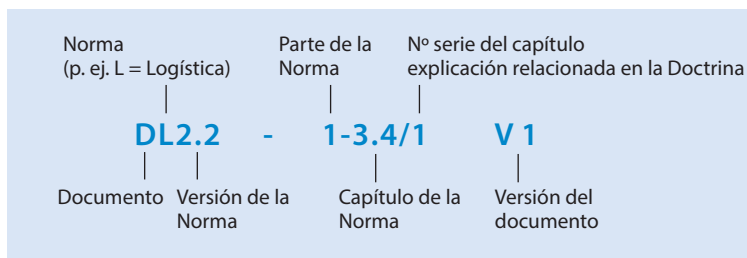 Norma
(p. ej. L = Logística)
Parte de la
Norma
Nº serie del capítulo
explicación relacionada en la Doctrina
DL2.2 - 1-3.4/1 V 1
Documento
Versión de la
Norma
Capítulo de la
Norma
Versión del
documento